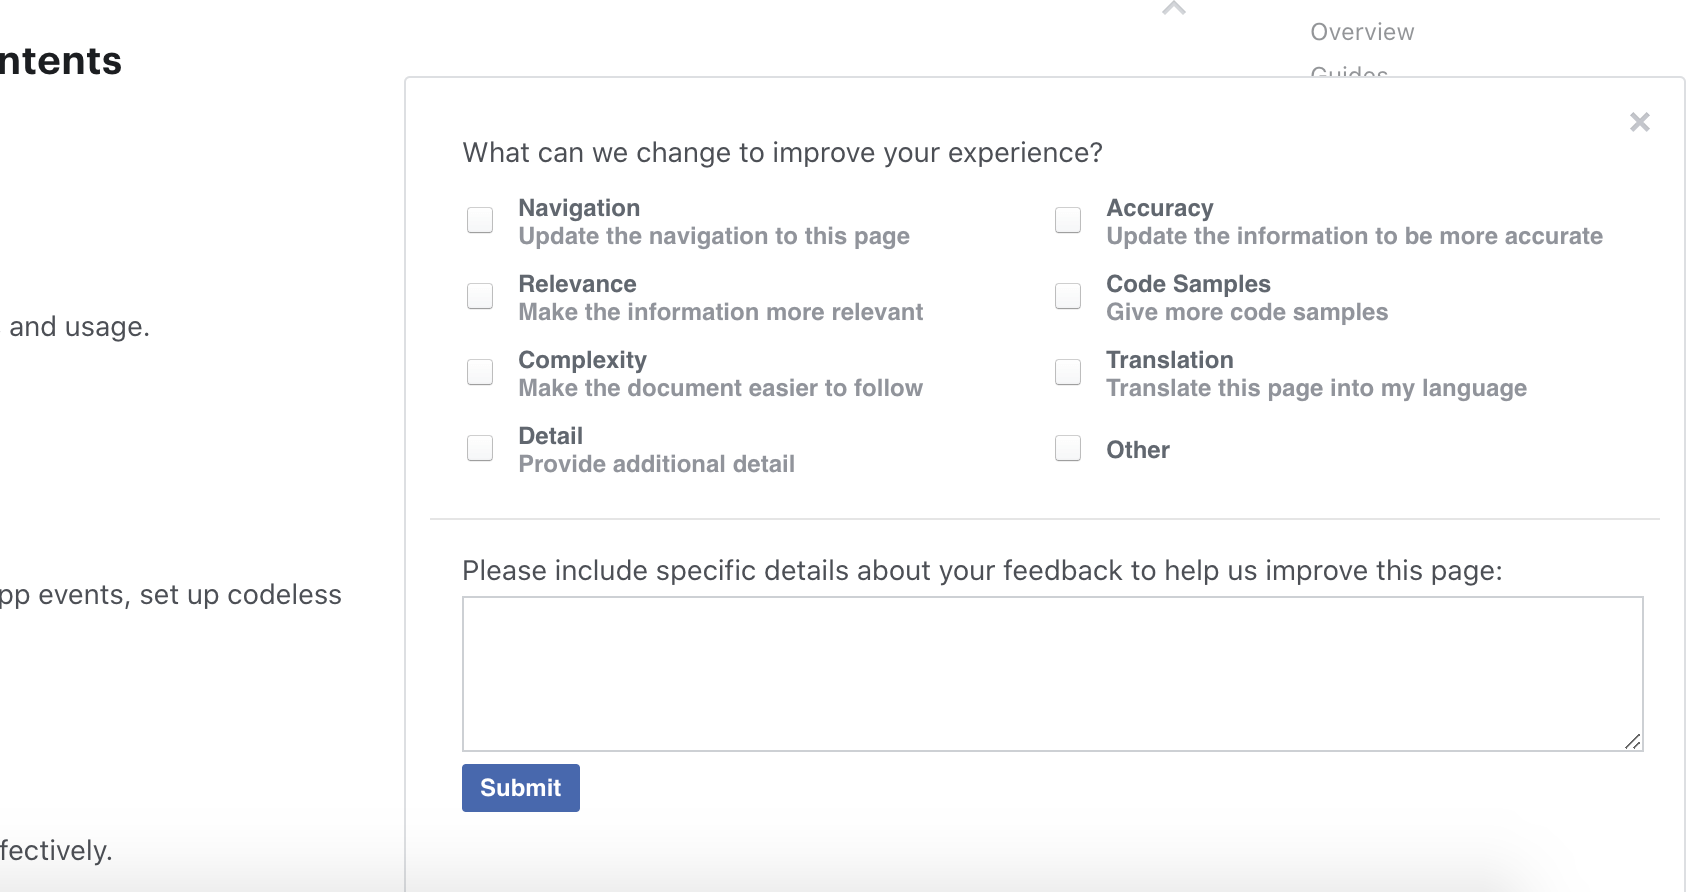 Overview
ntents
Guides
What can we change to improve your experience?
Navigation
Update the navigation to this page
Accuracy
Update the information to be more accurate
Relevance
Make the information more relevant
Code Samples
Give more code samples
and usage.
Complexity
Make the document easier to follow
Translation
Translate this page into my language
Detail
Provide additional detail
Other
Please include specific details about your feedback to help us improve this page:
pp events, set up codeless
Submit
fectively.